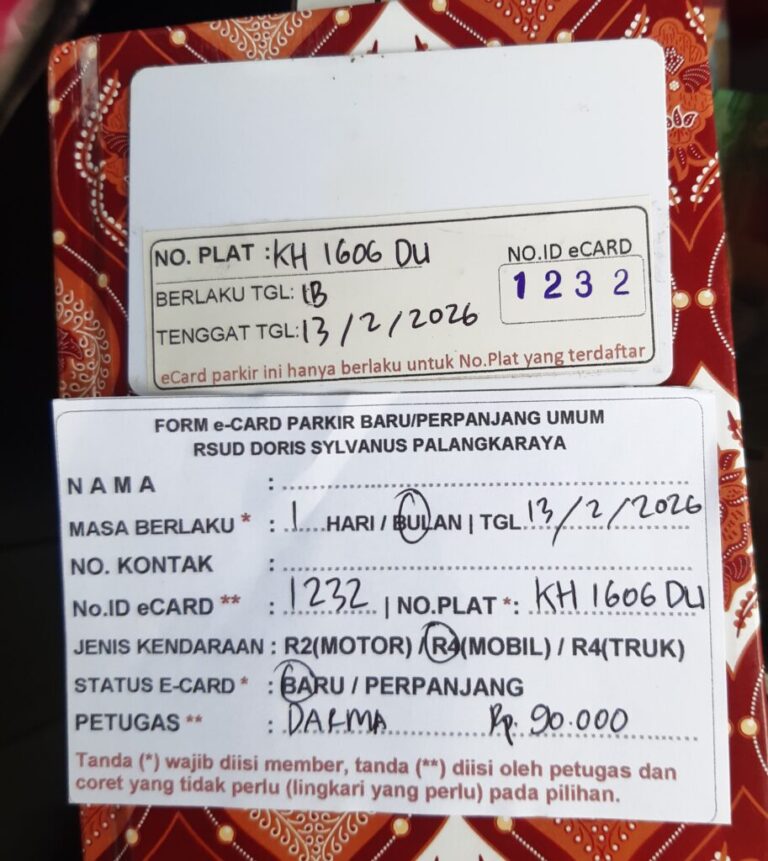 NO. PLAT : KH 1606 DU
NO.ID eCARD
BERLAKU TGL: 1B
1 2 3 2
TENGGAT TGL: 13/2/2026
eCard parkir ini hanya berlaku untuk No.Plat yang terdaftar
FORM e-CARD PARKIR BARU/PERPANJANG UMUM
RSUD DORIS SYLVANUS PALANGKARAYA
N A M A :
MASA BERLAKU * : 1 HARI / BULAN | TGL 13/2/2026
NO. KONTAK :
No.ID eCARD ** : 1232 | NO.PLAT *: KH 1606 DU
JENIS KENDARAAN : R2(MOTOR) / R4(MOBIL) / R4(TRUK)
STATUS E-CARD * : BARU / PERPANJANG
PETUGAS ** : DARMA Rp. 90.000
Tanda (*) wajib diisi member, tanda (**) diisi oleh petugas dan
coret yang tidak perlu (lingkari yang perlu) pada pilihan.